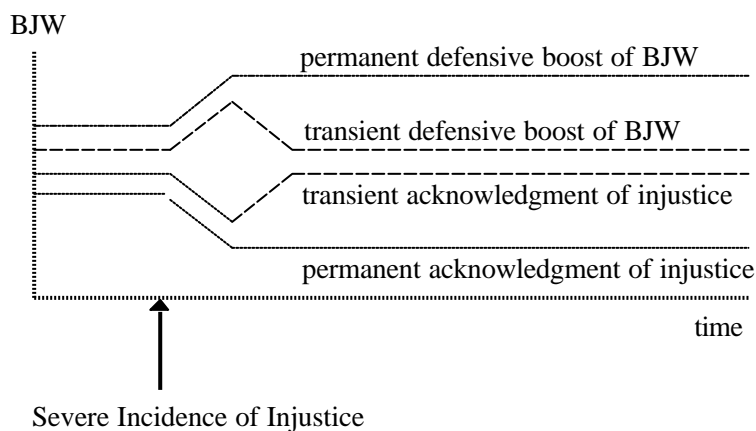 BJW
permanent defensive boost of BJW
transient defensive boost of BJW
transient acknowledgment of injustice
permanent acknowledgment of injustice
time
Severe Incidence of Injustice